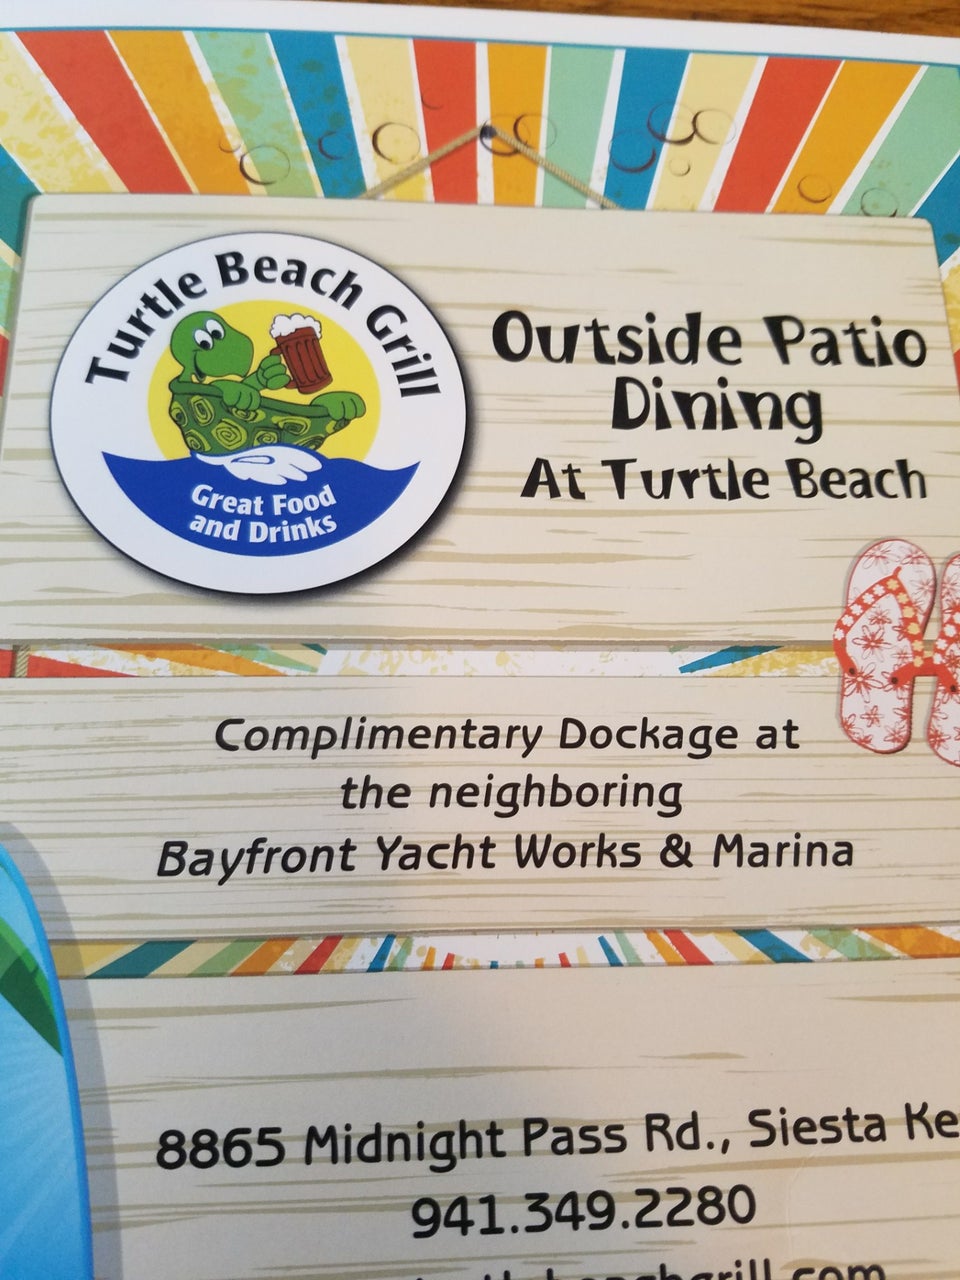 Turtle Beach Grill
Great Food
and Drinks
Outside Patio
Dining
At Turtle Beach
Complimentary Dockage at
the neighboring
Bayfront Yacht Works & Marina
8865 Midnight Pass Rd., Siesta Ke
941.349.2280